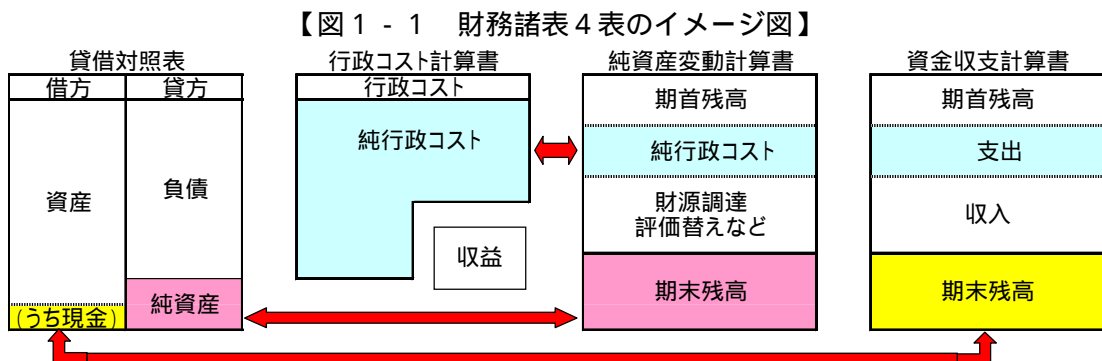 【図１-１ 財務諸表４表のイメージ図】
貸借対照表
借方 貸方
資産
負債
(うち現金)
純資産
行政コスト計算書
行政コスト
純行政コスト
収益
純資産変動計算書
期首残高
純行政コスト
財源調達
評価替えなど
期末残高
資金収支計算書
期首残高
支出
収入
期末残高